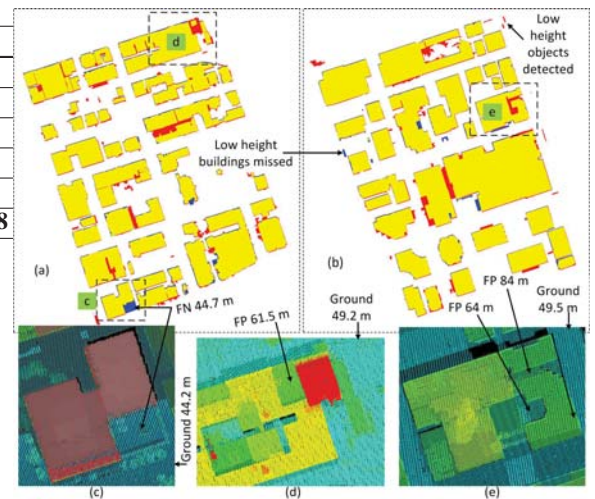 d
Low
height
objects
detected
e
Low height
buildings missed
8
(a)
(b)
c
FN 44.7 m
FP 61.5 m
Ground
49.2 m
FP 84 m
FP 64 m
Ground
49.5 m
Ground 44.2 m
(c)
(d)
(e)